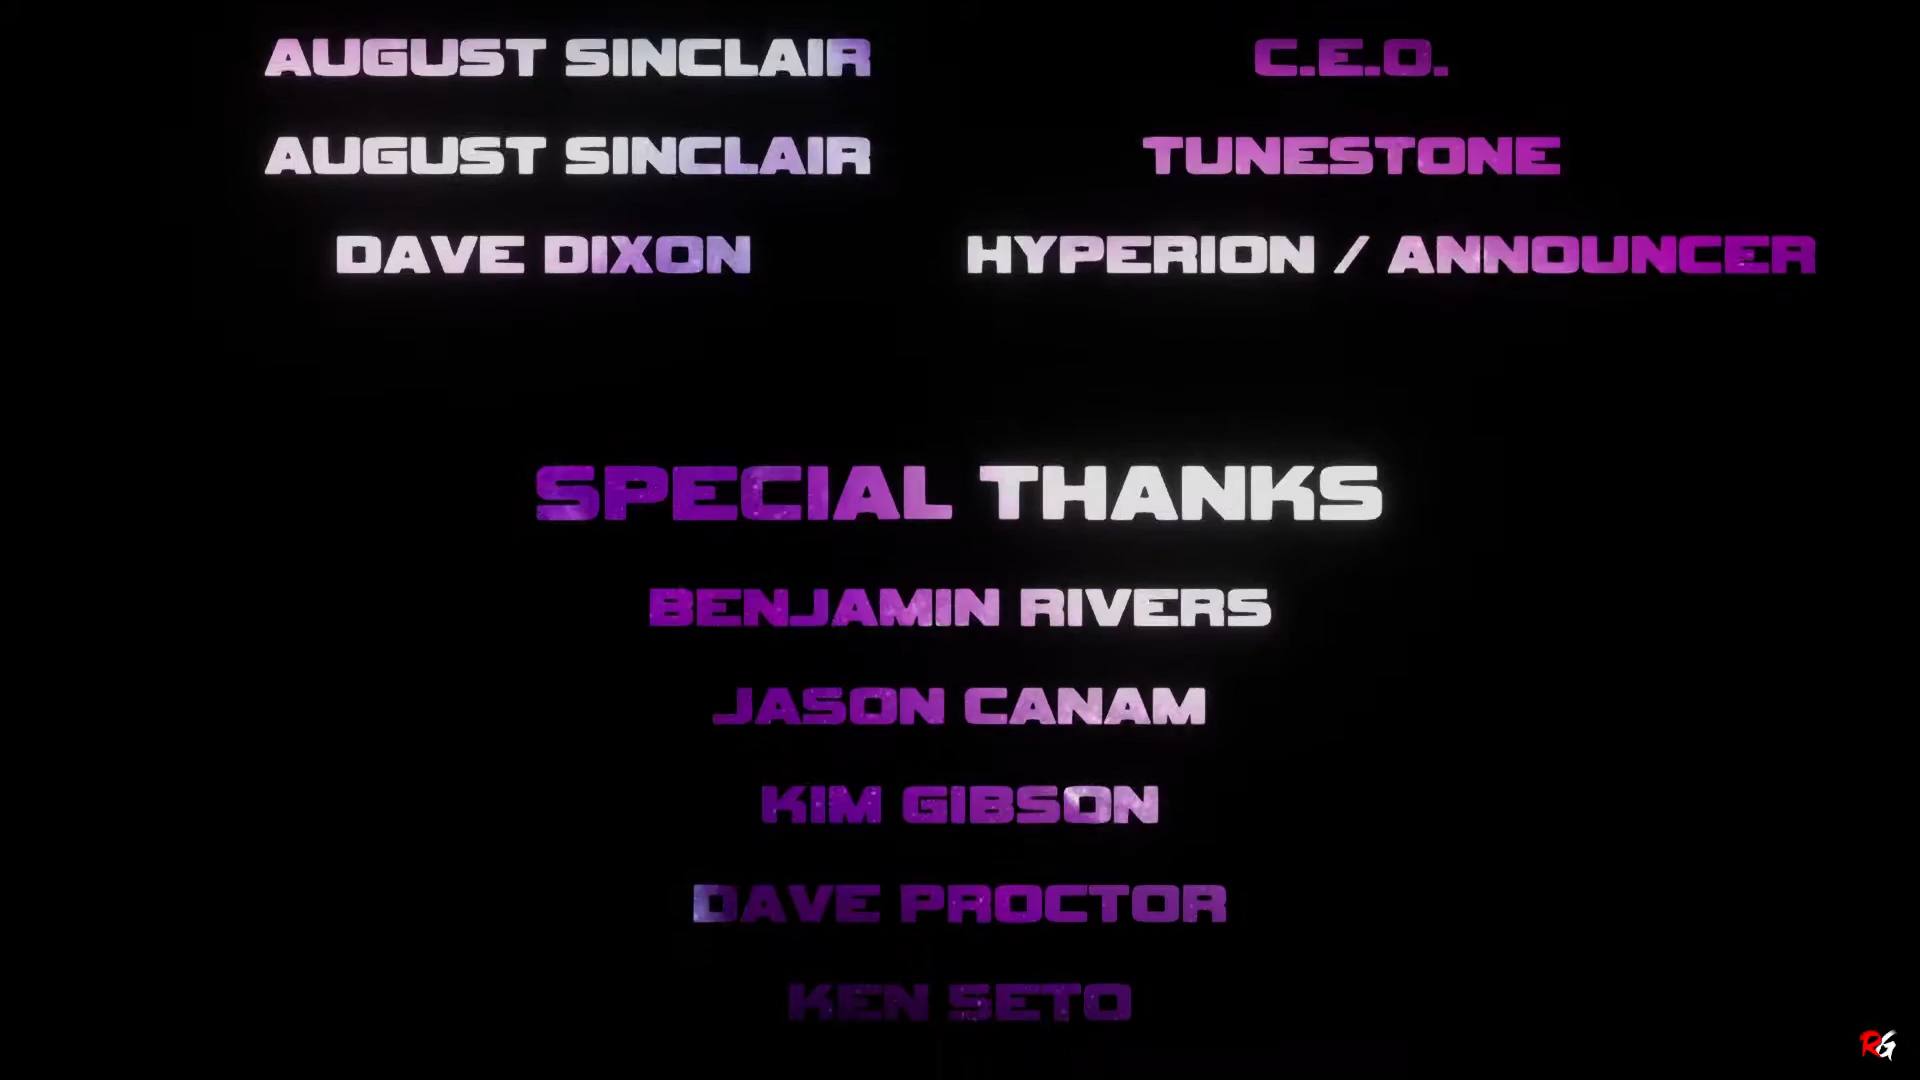 AUGUST SINCLAIR C.E.O.
AUGUST SINCLAIR TUNESTONE
DAVE DIXON HYPERION / ANNOUNCER
SPECIAL THANKS
BENJAMIN RIVERS
JASON CANAM
KIM GIBSON
DAVE PROCTOR
KEN SETO
RG